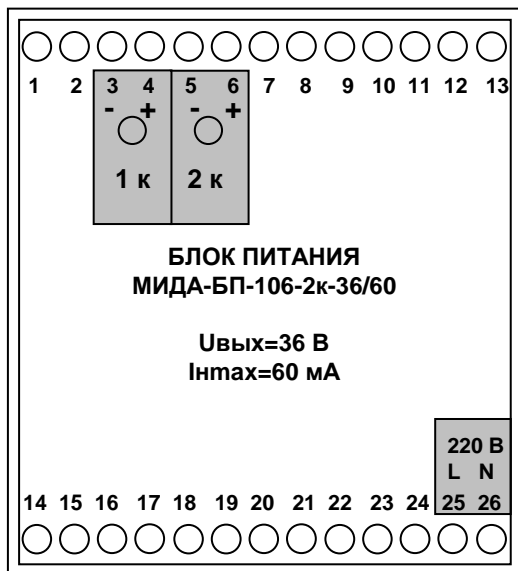 1 2 3 4 5 6 7 8 9 10 11 12 13
- + - +
1 к 2 к
БЛОК ПИТАНИЯ
МИДА-БП-106-2к-36/60
Uвых=36 В
Iнmax=60 мА
220 В
L N
14 15 16 17 18 19 20 21 22 23 24 25 26